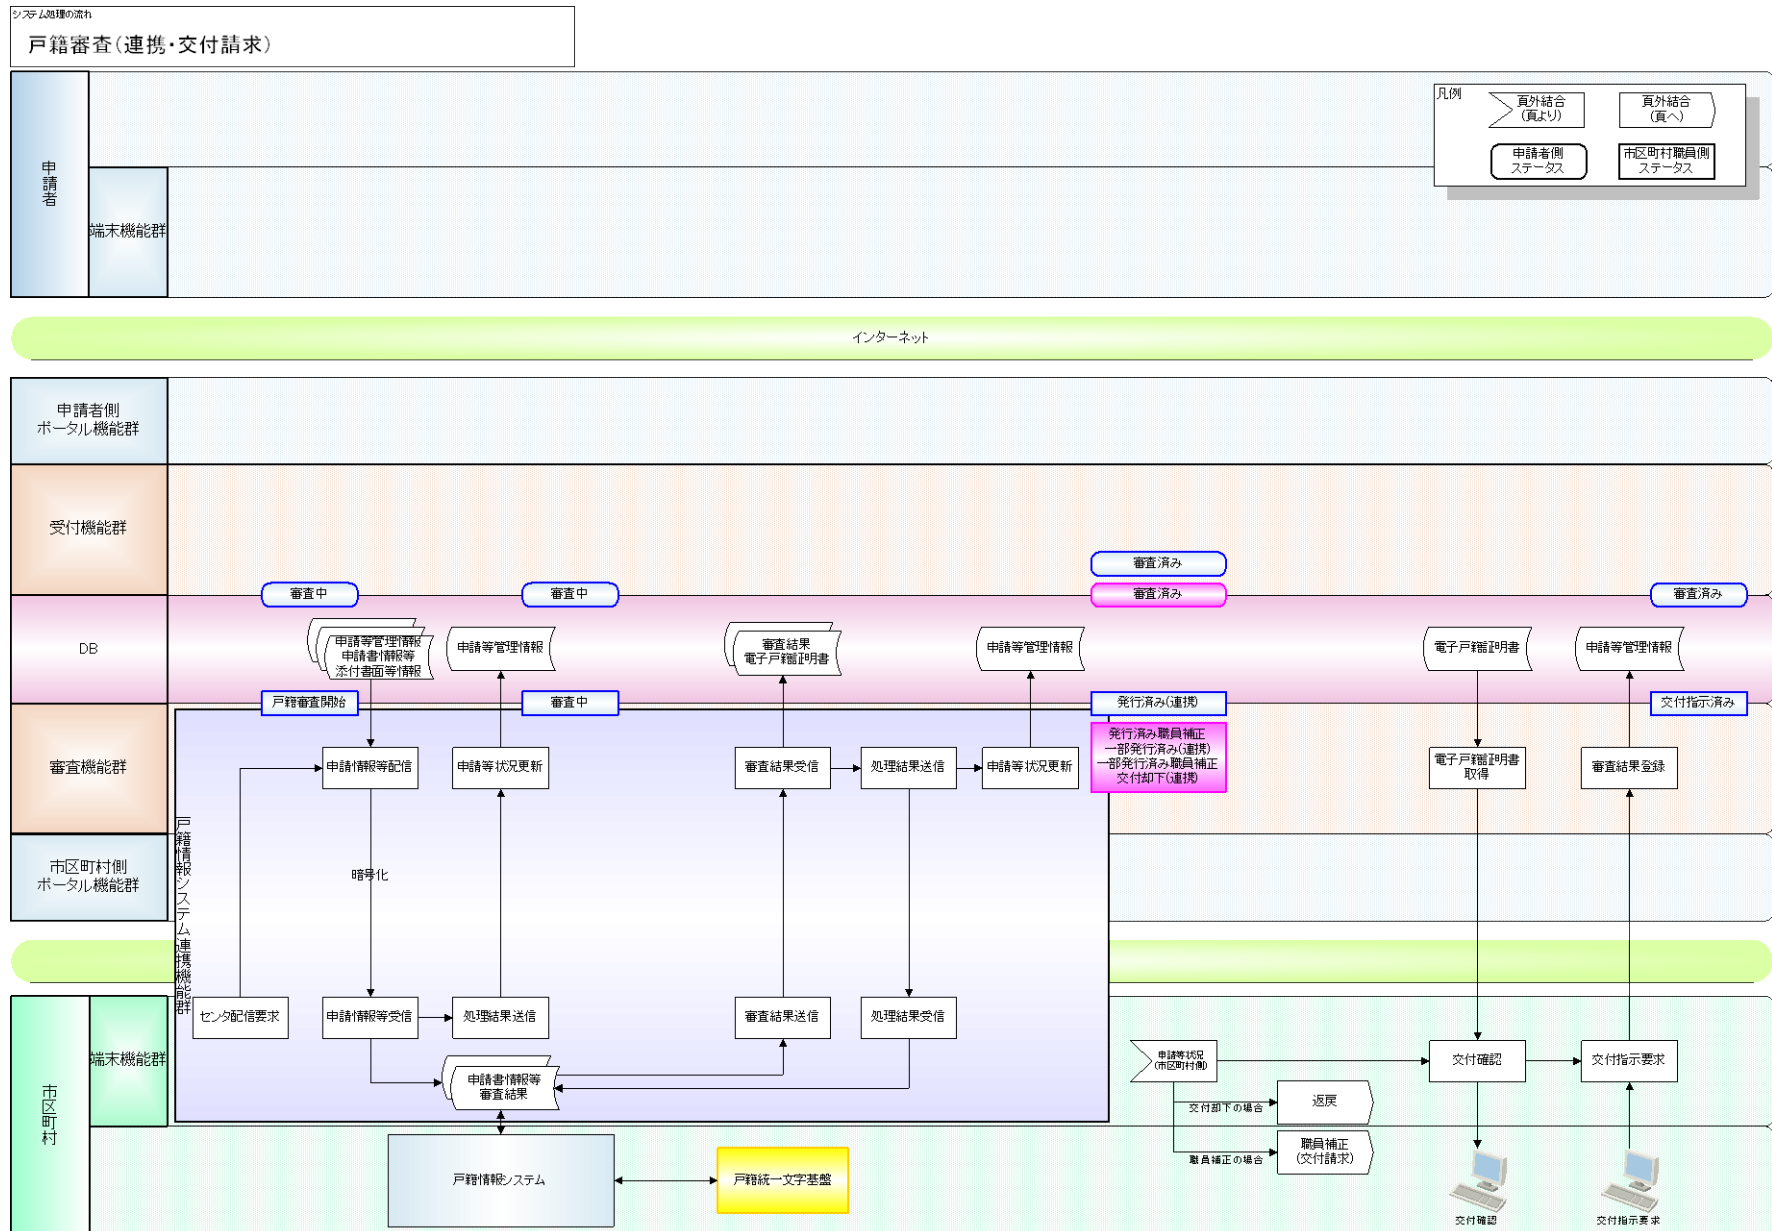 システム処理の流れ
戸籍審査(連携・交付請求)
凡例
頁外結合
(頁より)
頁外結合
(頁へ)
申請者側
ステータス
市区町村職員側
ステータス
申請者
端末機能群
インターネット
申請者側
ポータル機能群
受付機能群
審査済み
審査中
審査中
審査済み
審査済み
DB
申請等管理情報
申請書情報等
添付書面等情報
申請等管理情報
審査結果
電子戸籍証明書
申請等管理情報
電子戸籍証明書
申請等管理情報
戸籍審査開始
審査中
発行済み(連携)
交付指示済み
審査機能群
発行済み職員補正
一部発行済み(連携)
一部発行済み職員補正
交付却下(連携)
申請情報等配信
申請等状況更新
審査結果受信
処理結果送信
申請等状況更新
電子戸籍証明書
取得
審査結果登録
市区町村側
ポータル機能群
戸籍情報システム連携機能群
暗号化
市区町村
端末機能群
センタ配信要求
申請情報等受信
処理結果送信
審査結果送信
処理結果受信
申請等状況
(市区町村側)
交付確認
交付指示要求
申請書情報等
審査結果
交付却下の場合
返戻
職員補正の場合
職員補正
(交付請求)
戸籍情報システム
戸籍統一文字基盤
交付確認
交付指示要求